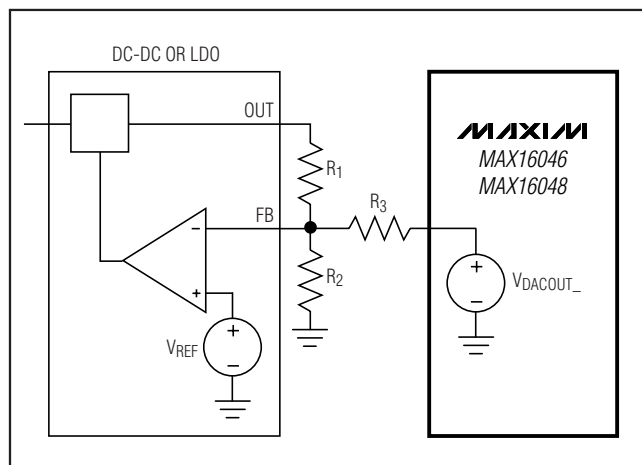 DC-DC OR LDO
OUT
R1
FB
R3
R2
+
−
VREF
−
+
MAXIM
MAX16046
MAX16048
+
−
VDACOUT_